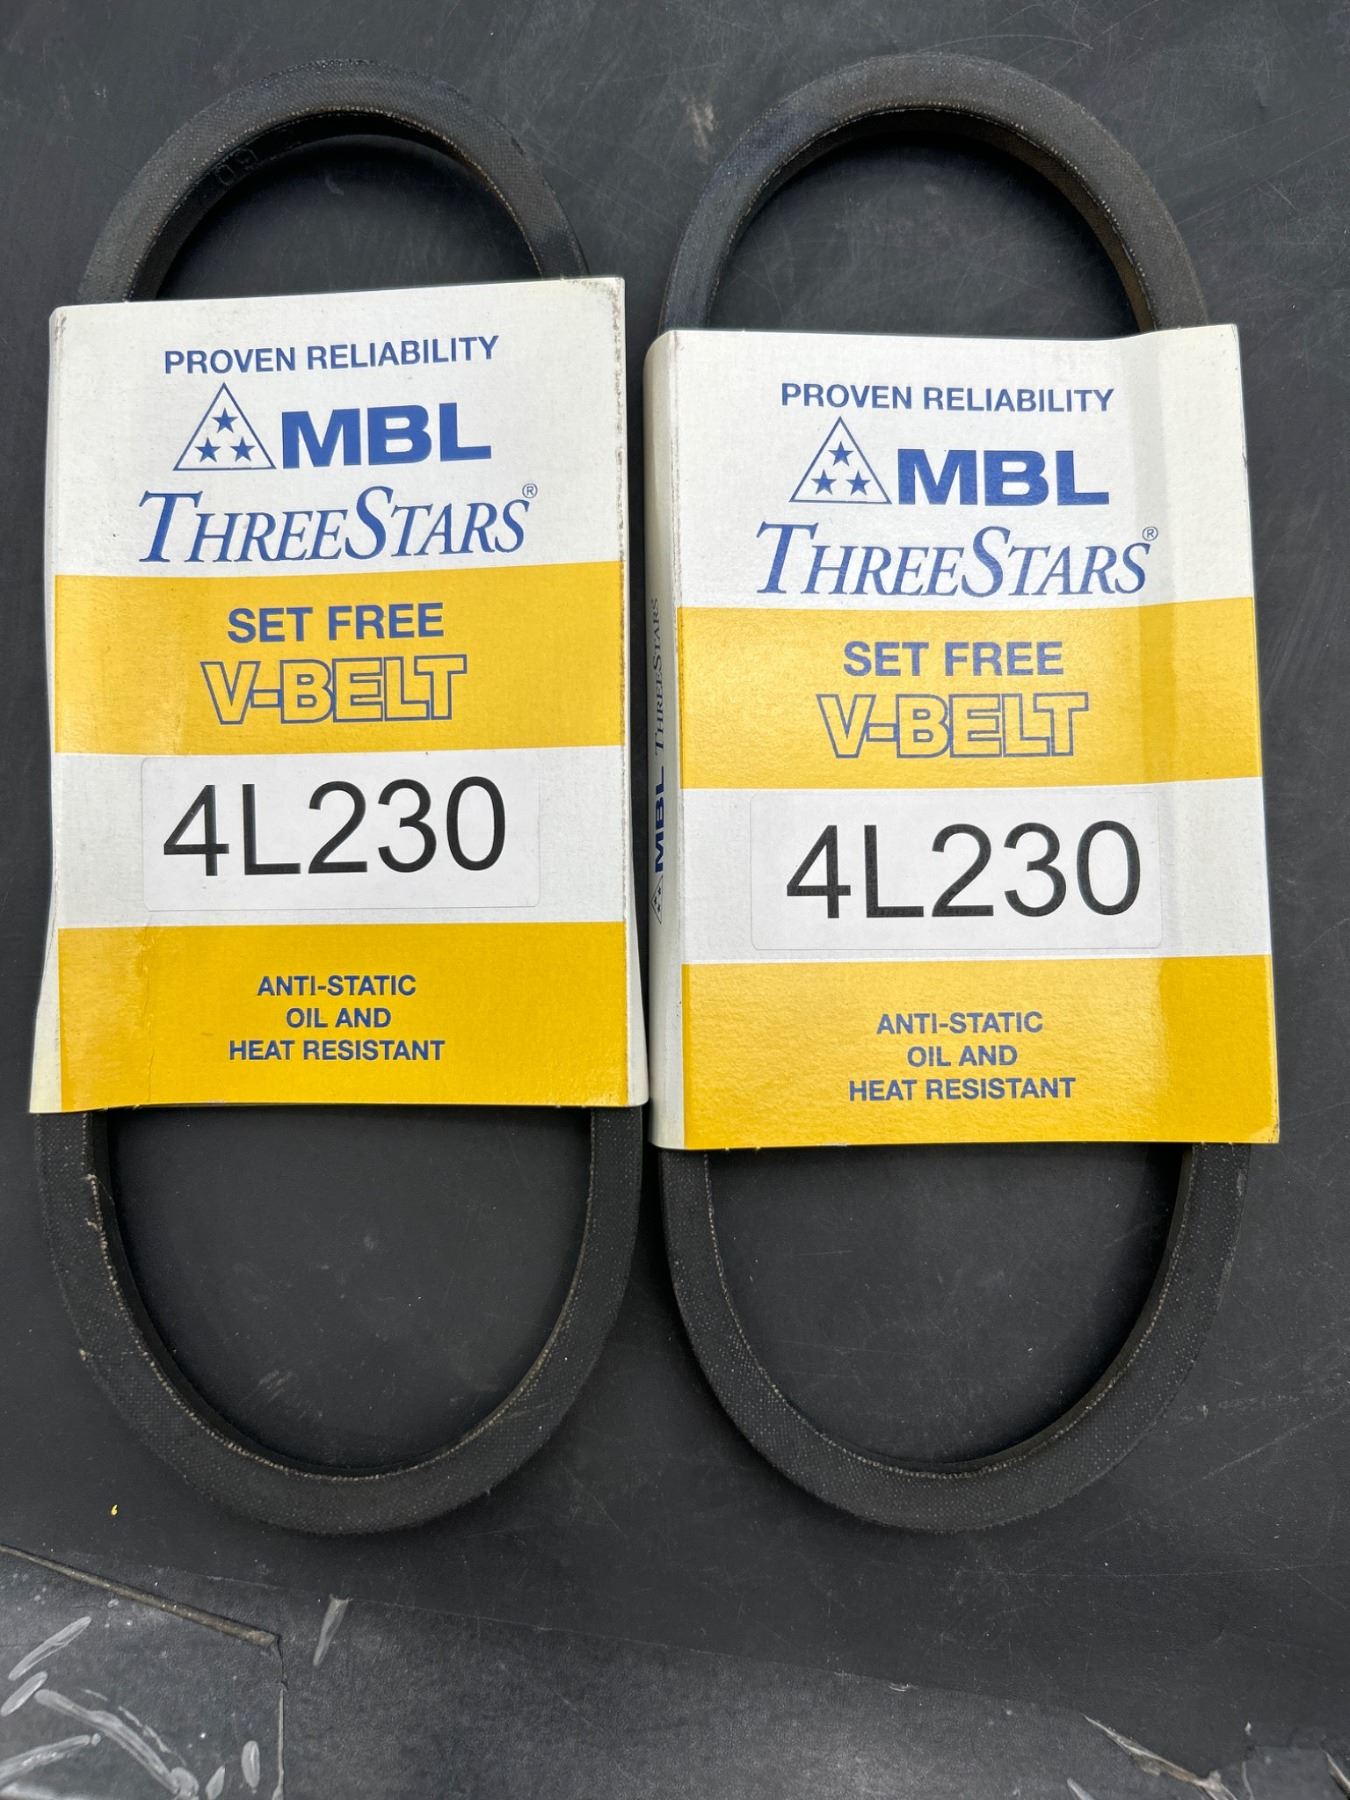 PROVEN RELIABILITY
MBL
THREESTARS®
SET FREE
V-BELT
4L230
ANTI-STATIC
OIL AND
HEAT RESISTANT
PROVEN RELIABILITY
MBL
THREESTARS®
SET FREE
V-BELT
4L230
ANTI-STATIC
OIL AND
HEAT RESISTANT
MBL THREESTARS